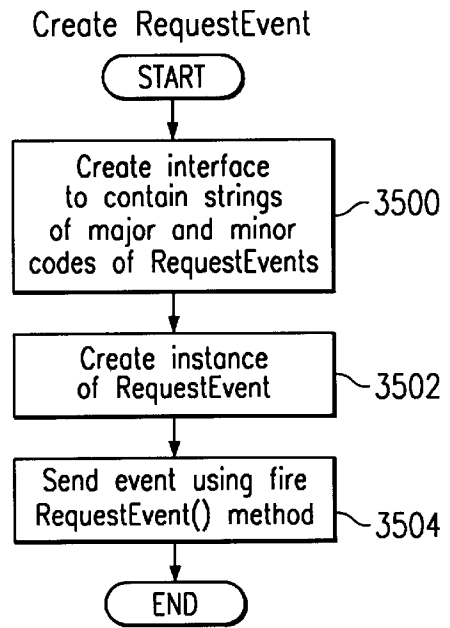 Create RequestEvent
START
Create interface
to contain strings
of major and minor
codes of RequestEvents
3500
Create instance
of RequestEvent
3502
Send event using fire
RequestEvent() method
3504
END